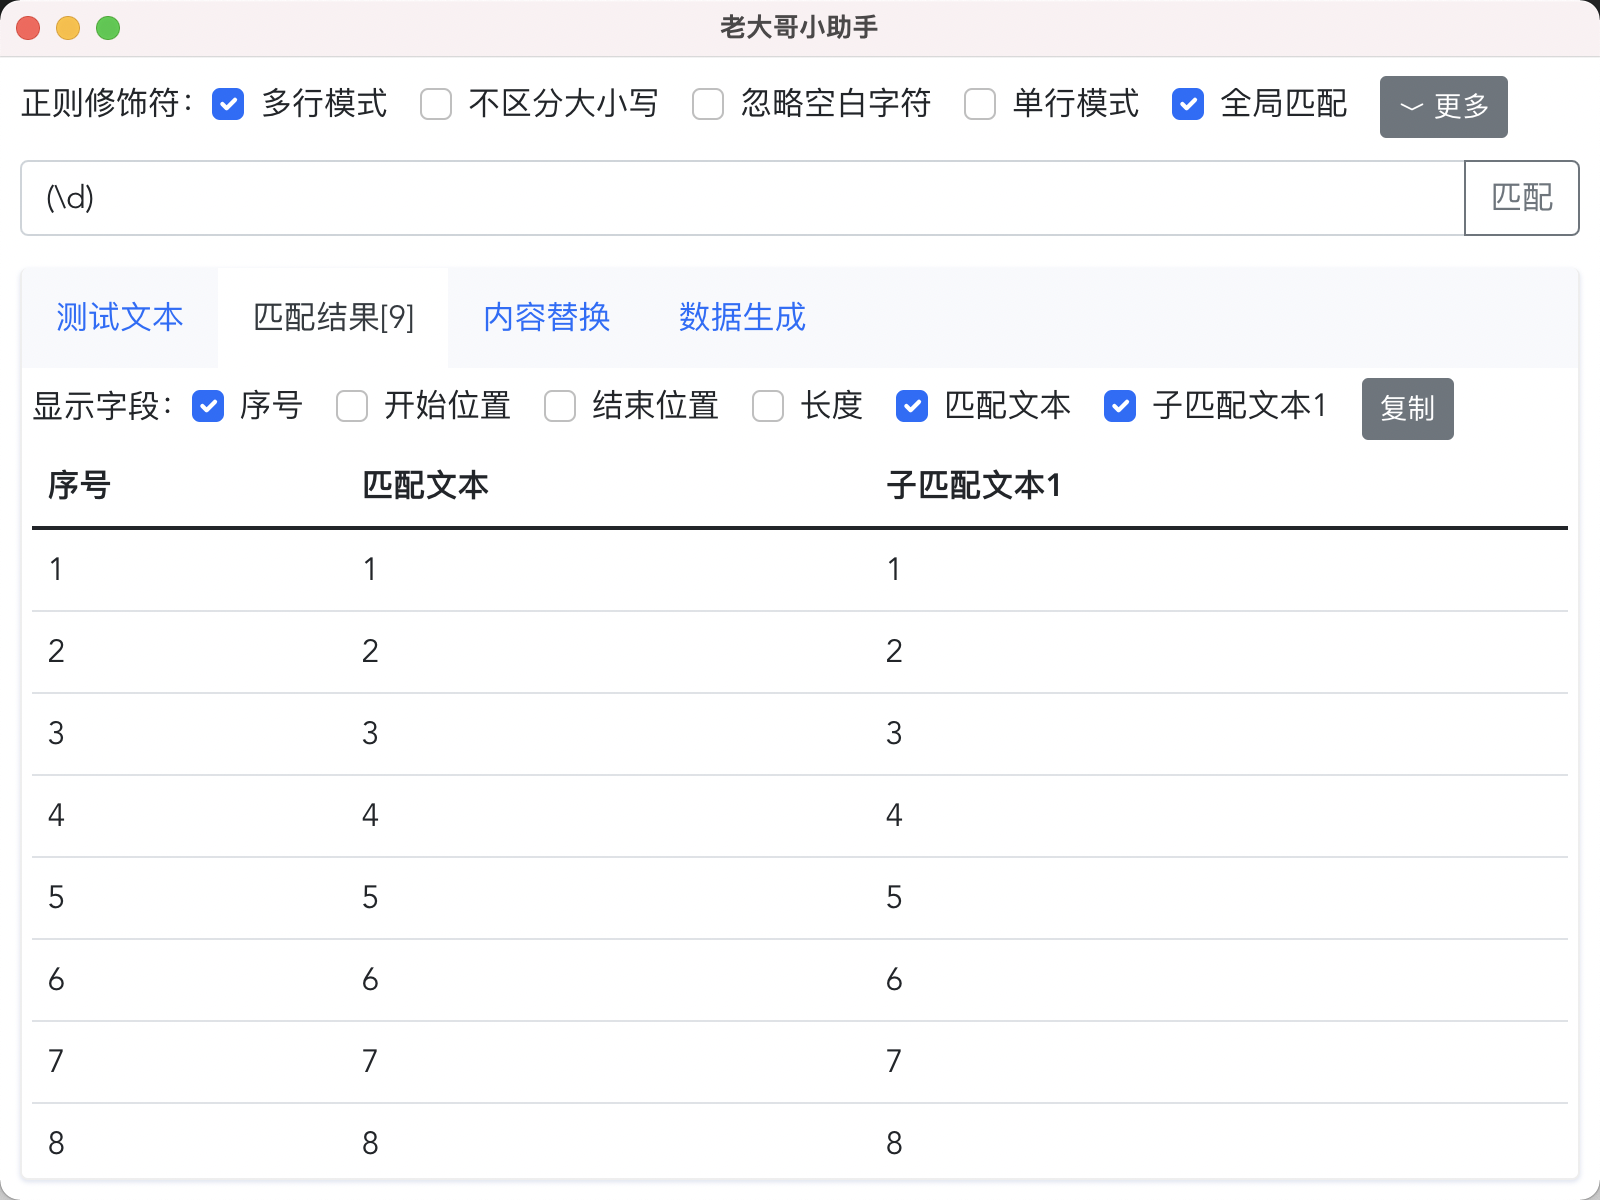 老大哥小助手
正则修饰符： 多行模式 不区分大小写 忽略空白字符 单行模式 全局匹配 更多
(\d) 匹配
测试文本 匹配结果[9] 内容替换 数据生成
显示字段： 序号 开始位置 结束位置 长度 匹配文本 子匹配文本1 复制
序号 匹配文本 子匹配文本1
1 1 1
2 2 2
3 3 3
4 4 4
5 5 5
6 6 6
7 7 7
8 8 8